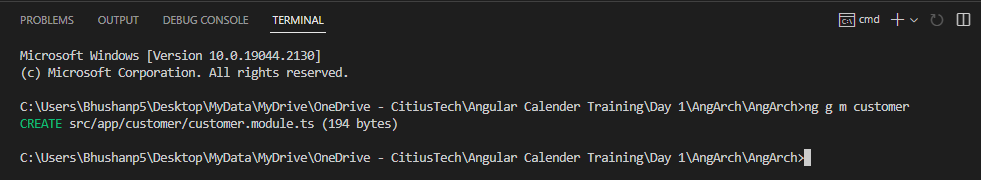 PROBLEMS OUTPUT DEBUG CONSOLE TERMINAL cmd
Microsoft Windows [Version 10.0.19044.2130]
(c) Microsoft Corporation. All rights reserved.
C:\Users\Bhushanp5\Desktop\MyData\MyDrive\OneDrive - CitiusTech\Angular Calender Training\Day 1\AngArch\AngArch>ng g m customer
CREATE src/app/customer/customer.module.ts (194 bytes)
C:\Users\Bhushanp5\Desktop\MyData\MyDrive\OneDrive - CitiusTech\Angular Calender Training\Day 1\AngArch\AngArch>